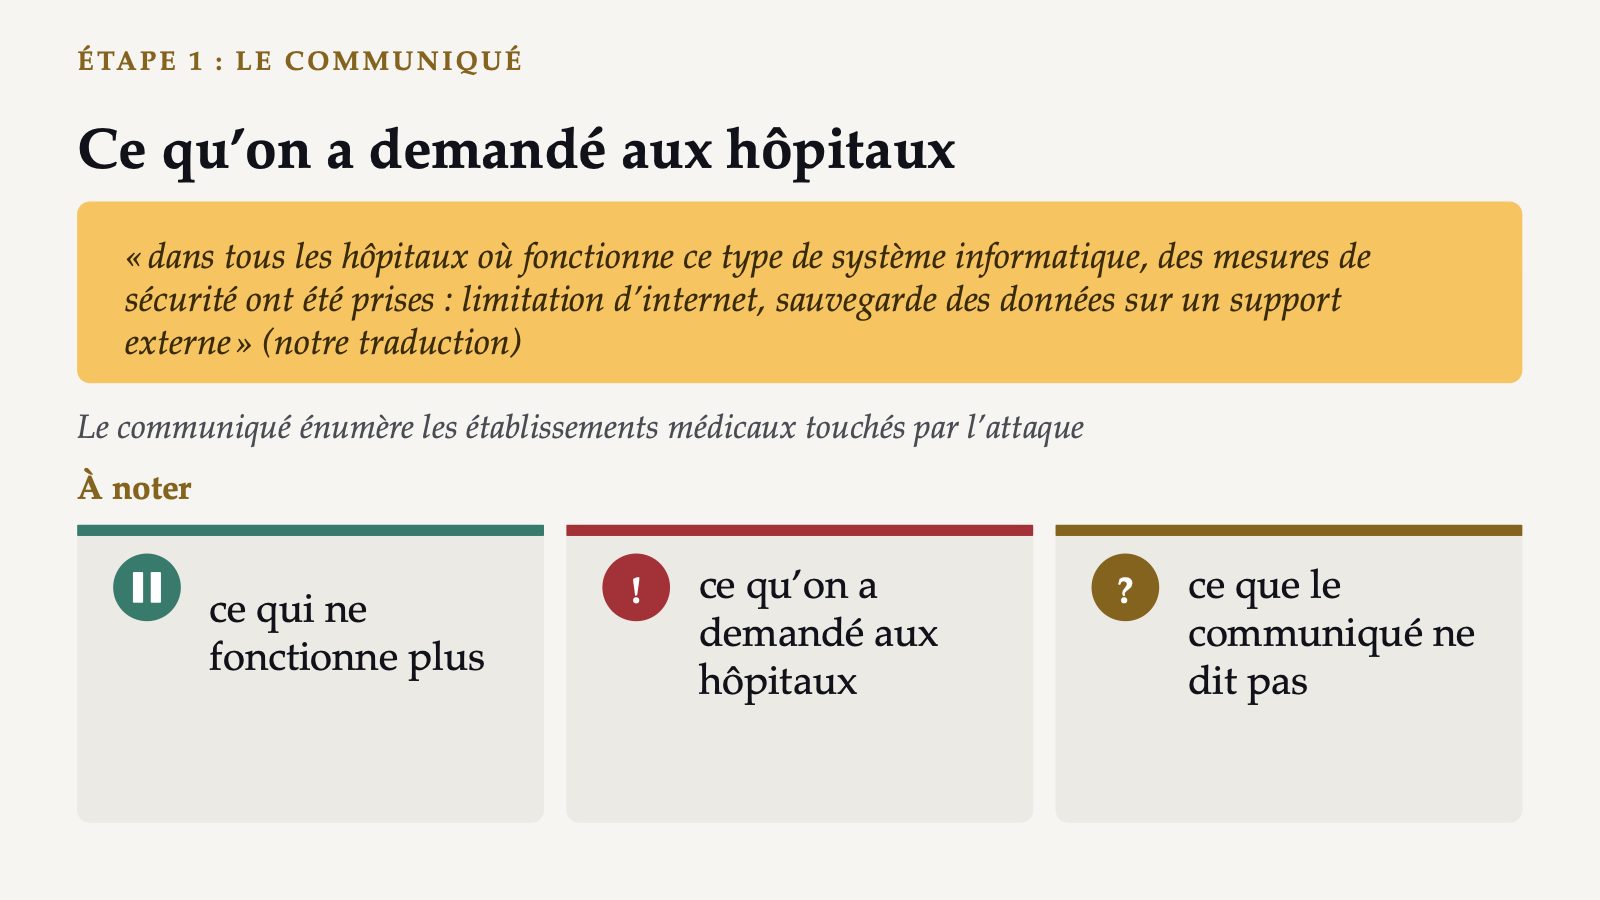 ÉTAPE 1 : LE COMMUNIQUÉ
Ce qu’on a demandé aux hôpitaux
« dans tous les hôpitaux où fonctionne ce type de système informatique, des mesures de
sécurité ont été prises : limitation d’internet, sauvegarde des données sur un support
externe » (notre traduction)
Le communiqué énumère les établissements médicaux touchés par l’attaque
À noter
ce qui ne
fonctionne plus
!
ce qu’on a
demandé aux
hôpitaux
?
ce que le
communiqué ne
dit pas